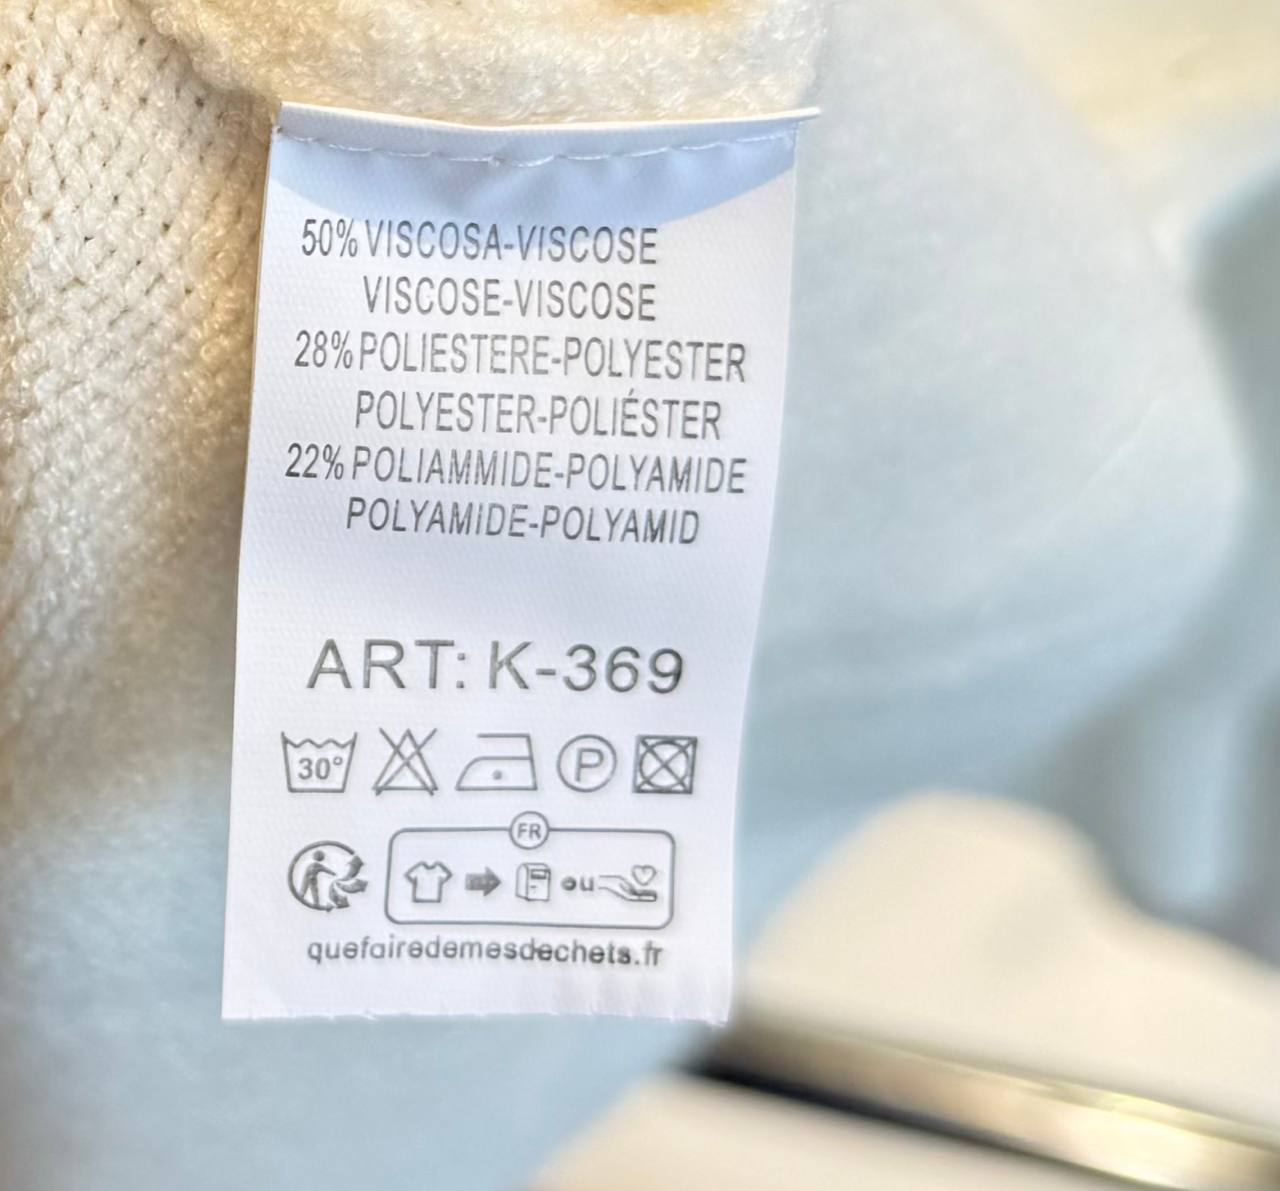 50% VISCOSA-VISCOSE
VISCOSE-VISCOSE
28% POLIESTERE-POLYESTER
POLYESTER-POLIÉSTER
22% POLIAMMIDE-POLYAMIDE
POLYAMIDE-POLYAMID
ART: K-369
30° P
FR
ou
quefairedemesdechets.fr